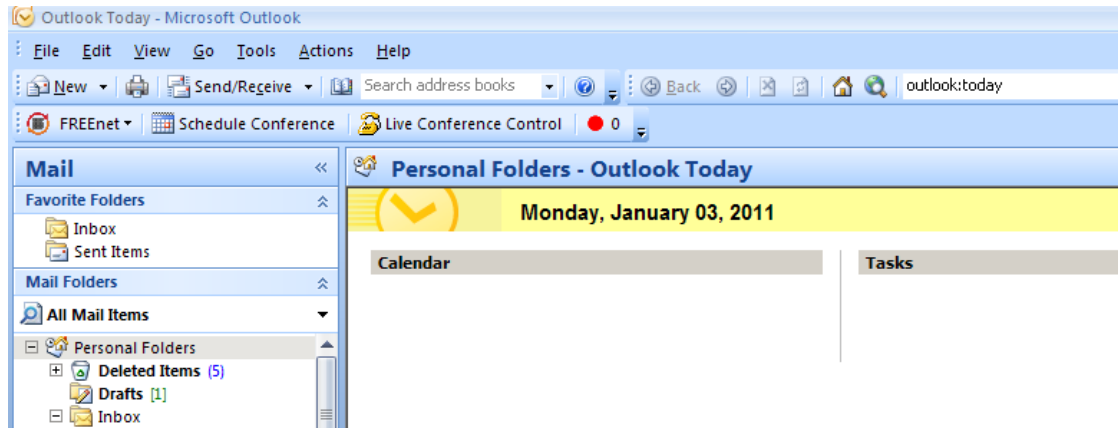 Outlook Today - Microsoft Outlook
File Edit View Go Tools Actions Help
New Send/Receive Search address books Back outlook:today
FREEnet Schedule Conference Live Conference Control 0
Mail Personal Folders - Outlook Today
Favorite Folders
Monday, January 03, 2011
Inbox
Sent Items
Calendar Tasks
Mail Folders
All Mail Items
Personal Folders
Deleted Items (5)
Drafts [1]
Inbox